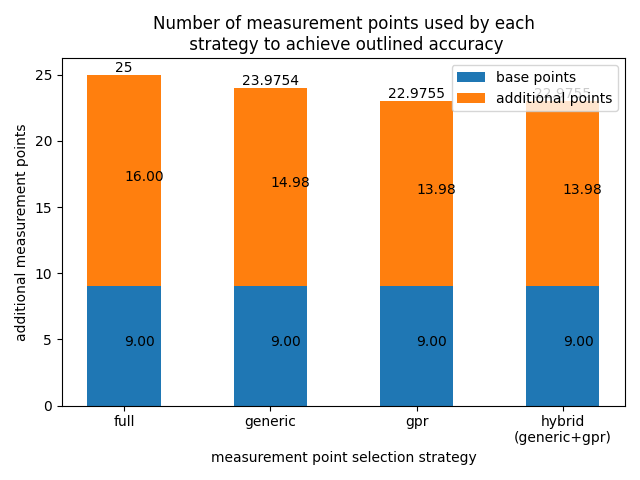 Number of measurement points used by each
strategy to achieve outlined accuracy
base points
additional points
25
23.9754
22.9755
22.9755
16.00
14.98
13.98
13.98
9.00
9.00
9.00
9.00
additional measurement points
25
20
15
10
5
0
full
generic
gpr
hybrid
(generic+gpr)
measurement point selection strategy